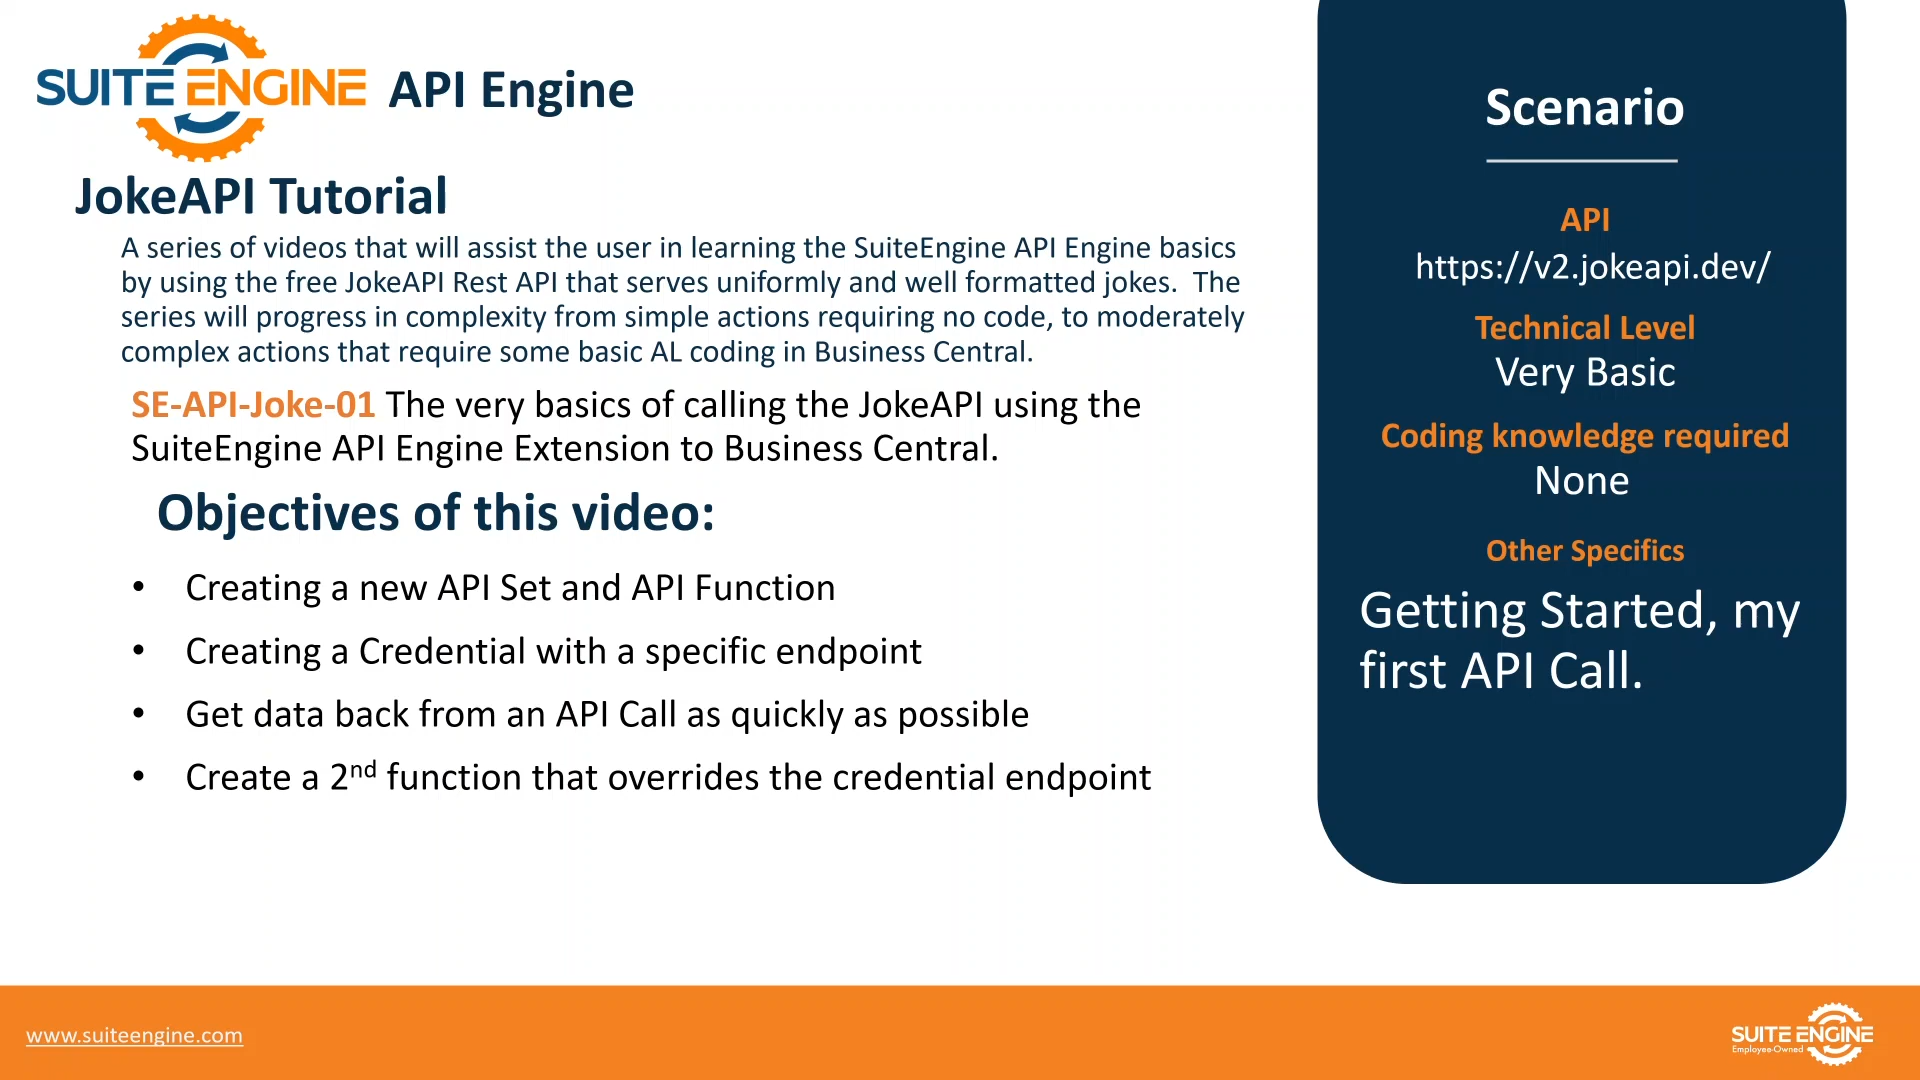 SUITE ENGINE API Engine
JokeAPI Tutorial
A series of videos that will assist the user in learning the SuiteEngine API Engine basics
by using the free JokeAPI Rest API that serves uniformly and well formatted jokes. The
series will progress in complexity from simple actions requiring no code, to moderately
complex actions that require some basic AL coding in Business Central.
SE-API-Joke-01 The very basics of calling the JokeAPI using the
SuiteEngine API Engine Extension to Business Central.
Objectives of this video:
• Creating a new API Set and API Function
• Creating a Credential with a specific endpoint
• Get data back from an API Call as quickly as possible
• Create a 2nd function that overrides the credential endpoint
Scenario
API
https://v2.jokeapi.dev/
Technical Level
Very Basic
Coding knowledge required
None
Other Specifics
Getting Started, my
first API Call.
www.suiteengine.com
SUITE ENGINE
Employee-Owned